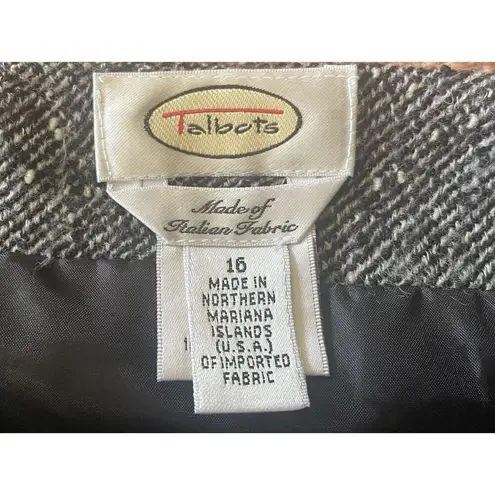 Talbots
Made of
Italian Fabric
16
MADE IN
NORTHERN
MARIANA
ISLANDS
(U.S.A.)
OF IMPORTED
FABRIC